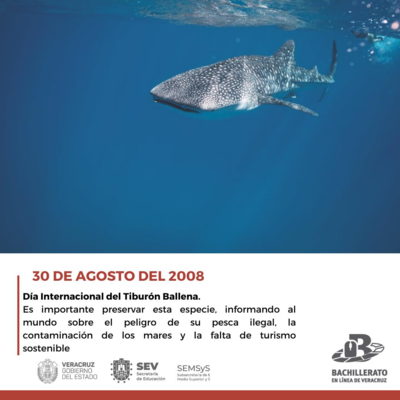 30 DE AGOSTO DEL 2008
Día Internacional del Tiburón Ballena.
Es importante preservar esta especie, informando al
mundo sobre el peligro de su pesca ilegal, la
contaminación de los mares y la falta de turismo
sostenible
VERACRUZ
GOBIERNO
DEL ESTADO
SEV
Secretaría
de Educación
SEMSyS
Subsecretaría de E
Media Superior y S
BACHILLERATO
EN LÍNEA DE VERACRUZ